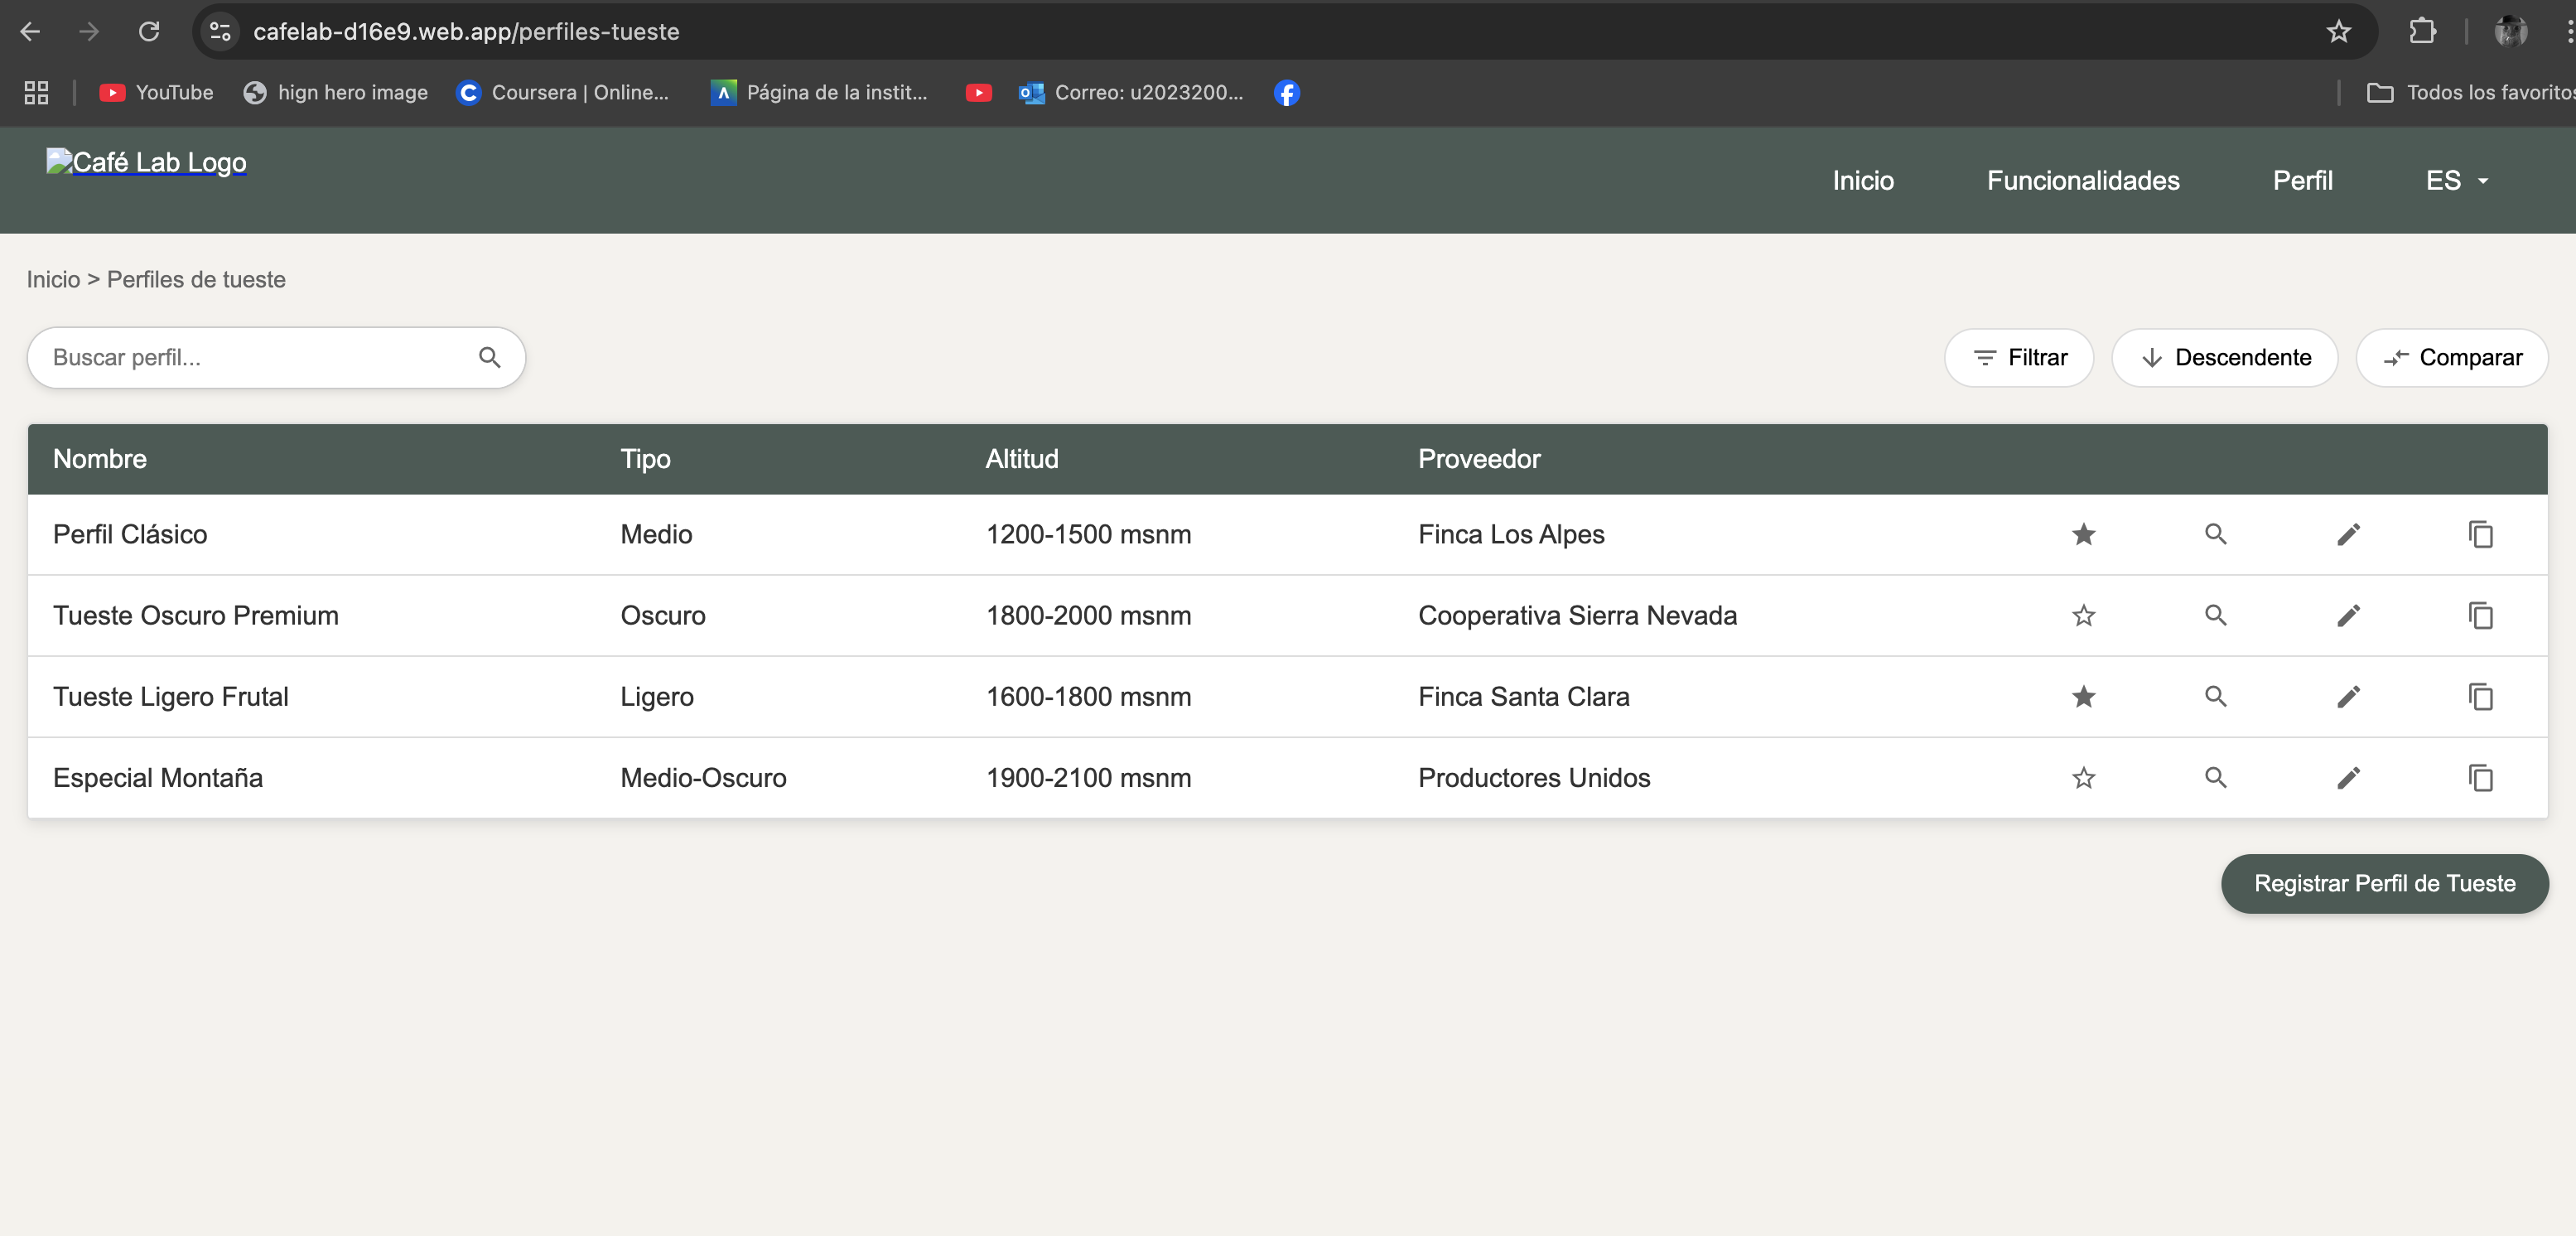 cafelab-d16e9.web.app/perfiles-tueste
YouTube hign hero image Coursera | Online... Página de la instit... Correo: u2023200... Todos los favoritos
Café Lab Logo Inicio Funcionalidades Perfil ES
Inicio > Perfiles de tueste
Buscar perfil... Filtrar Descendente Comparar
Nombre Tipo Altitud Proveedor
Perfil Clásico Medio 1200-1500 msnm Finca Los Alpes
Tueste Oscuro Premium Oscuro 1800-2000 msnm Cooperativa Sierra Nevada
Tueste Ligero Frutal Ligero 1600-1800 msnm Finca Santa Clara
Especial Montaña Medio-Oscuro 1900-2100 msnm Productores Unidos
Registrar Perfil de Tueste